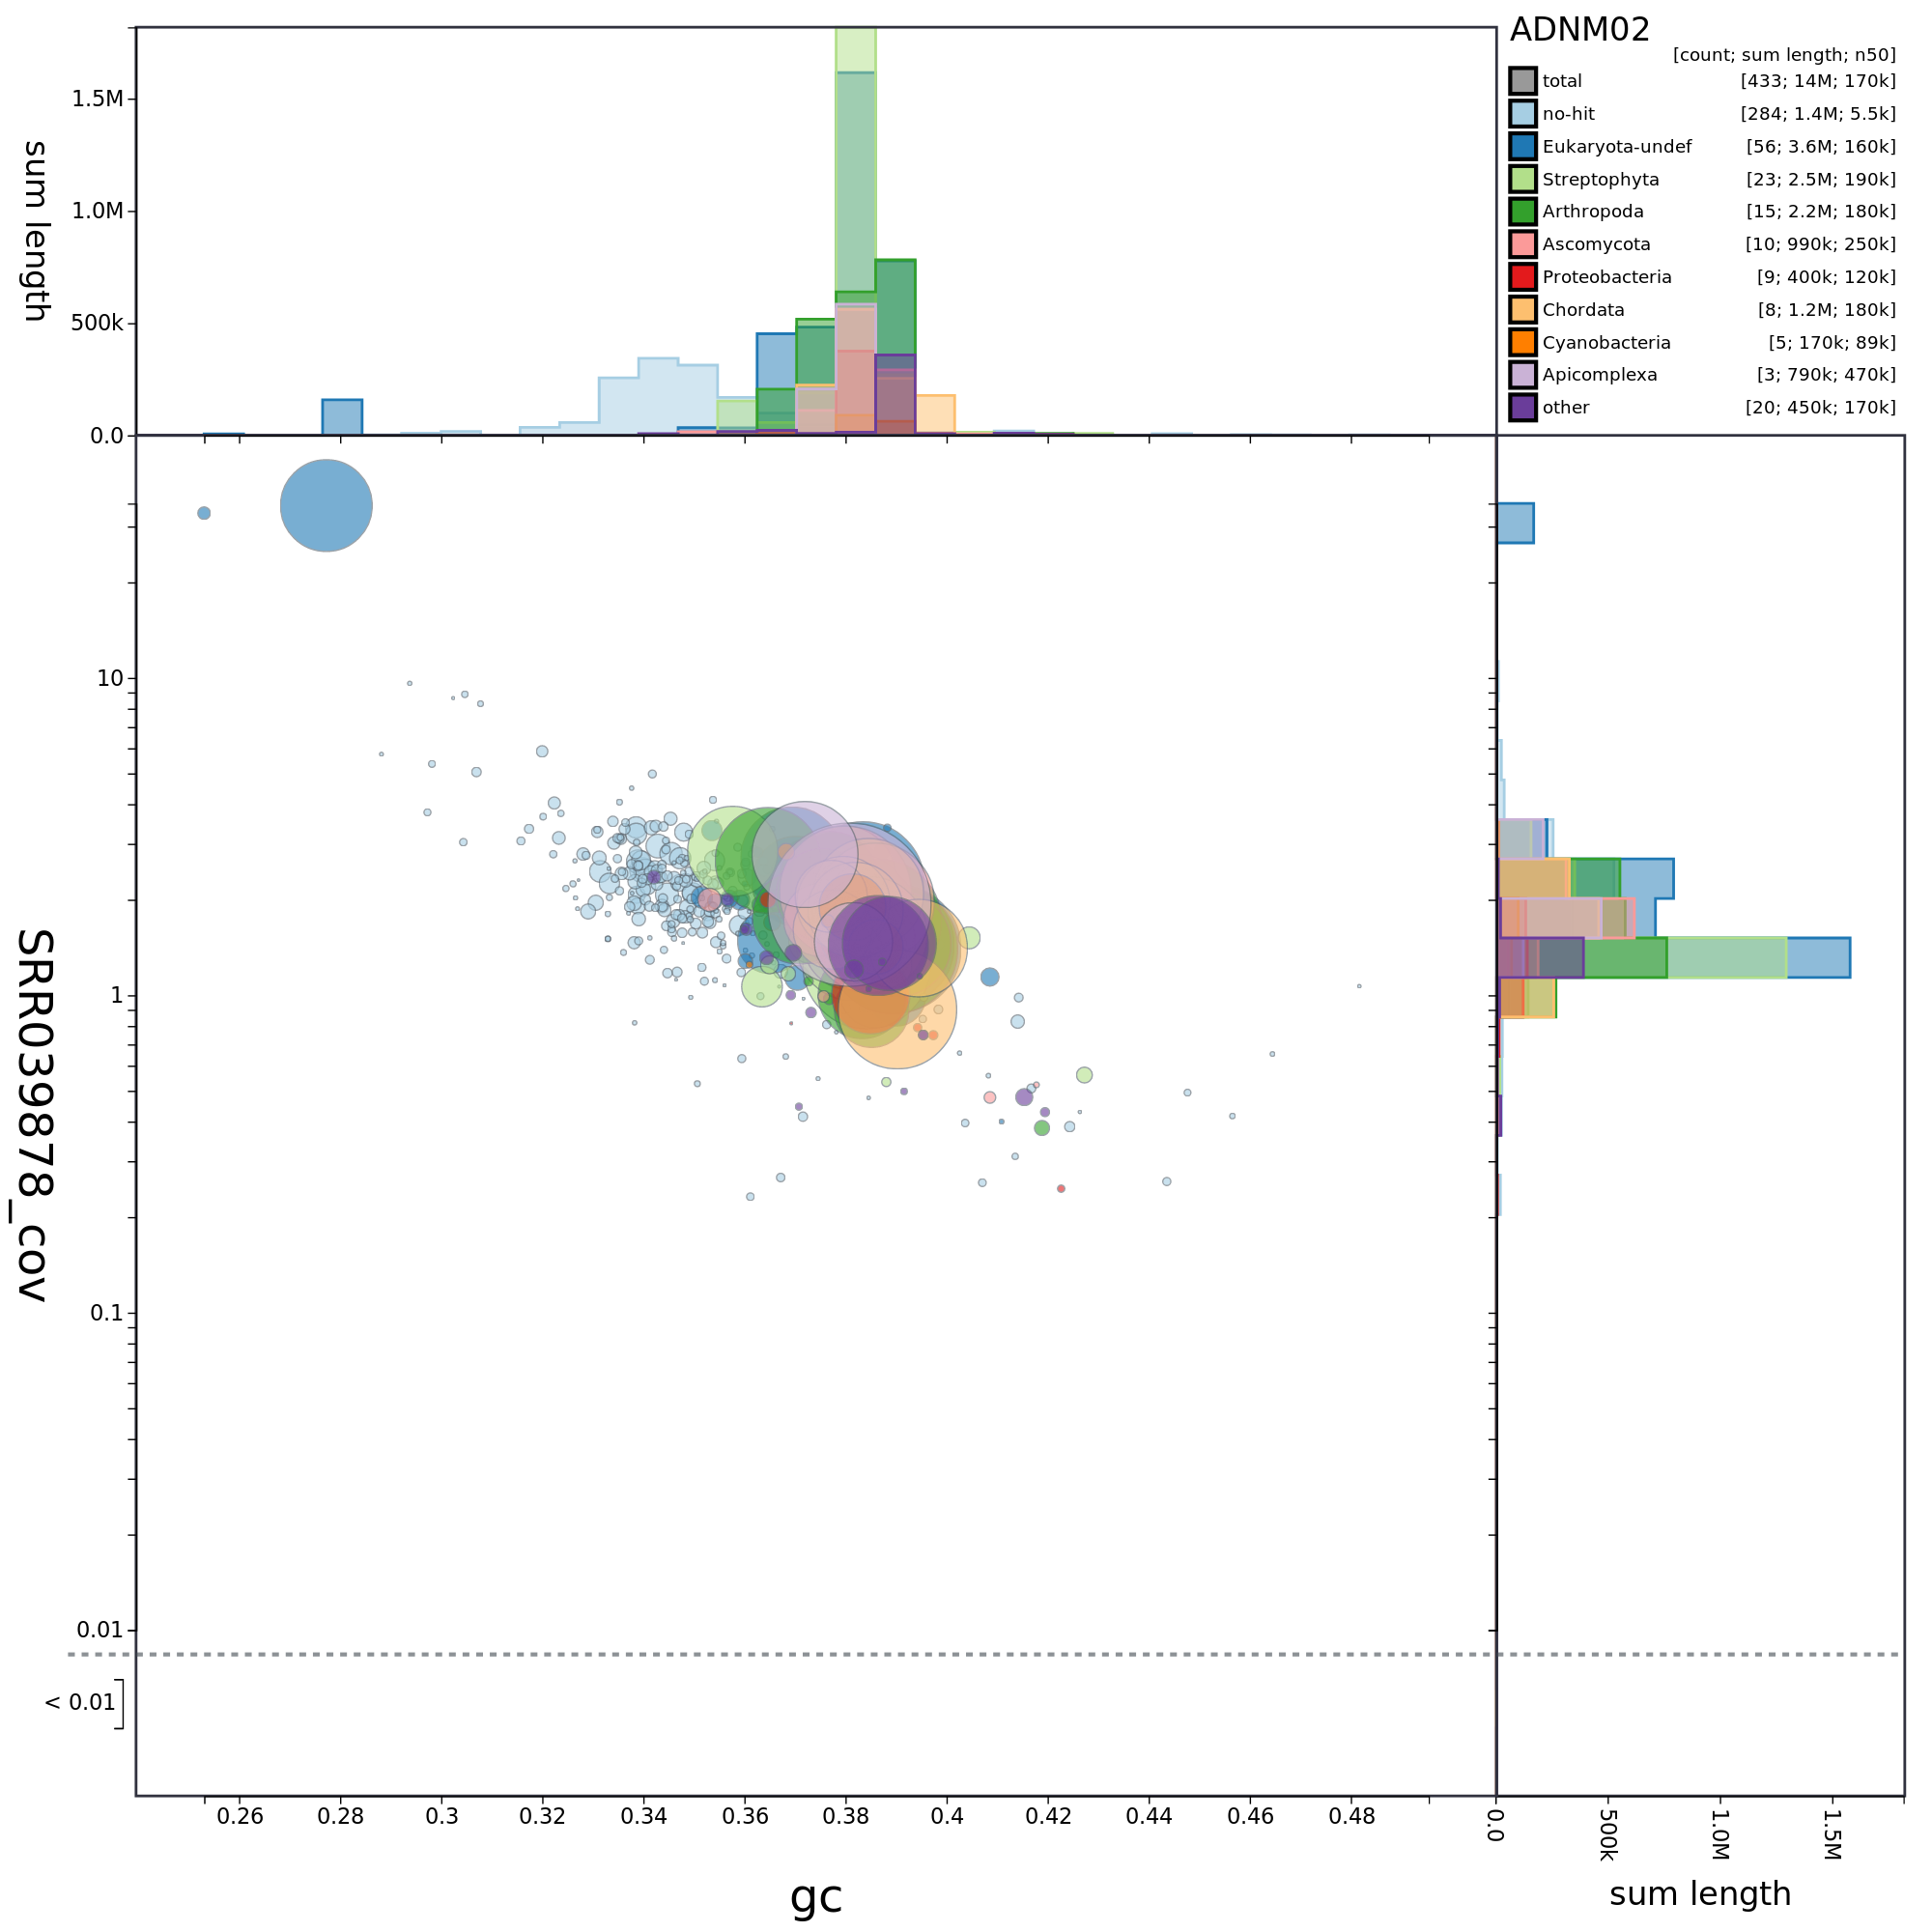 ADNM02
[count; sum length; n50]
total [433; 14M; 170k]
no-hit [284; 1.4M; 5.5k]
Eukaryota-undef [56; 3.6M; 160k]
Streptophyta [23; 2.5M; 190k]
Arthropoda [15; 2.2M; 180k]
Ascomycota [10; 990k; 250k]
Proteobacteria [9; 400k; 120k]
Chordata [8; 1.2M; 180k]
Cyanobacteria [5; 170k; 89k]
Apicomplexa [3; 790k; 470k]
other [20; 450k; 170k]
sum length
1.5M
1.0M
500k
0.0
SRR039878_cov
10
1
0.1
0.01
< 0.01
0.26 0.28 0.3 0.32 0.34 0.36 0.38 0.4 0.42 0.44 0.46 0.48
gc
0.0 500k 1.0M 1.5M
sum length